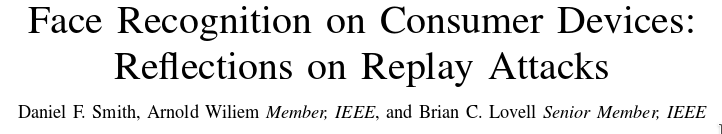 Face Recognition on Consumer Devices:
Reflections on Replay Attacks
Daniel F. Smith, Arnold Wiliem Member, IEEE, and Brian C. Lovell Senior Member, IEEE